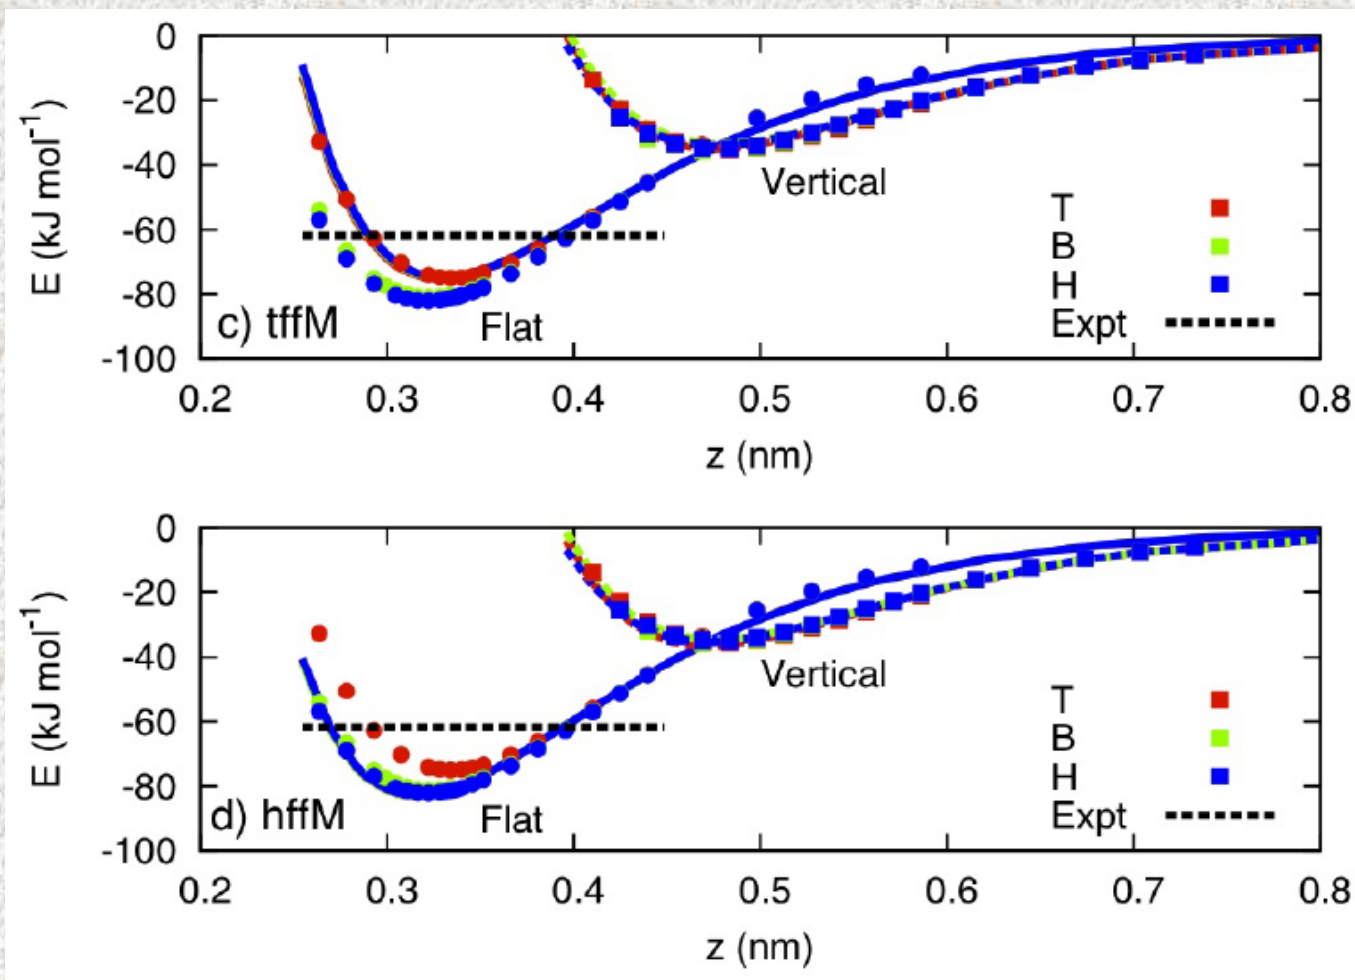 0
-20
-40
-60
-80
-100
E (kJ mol⁻¹)
Vertical
T
B
H
Expt
c) tffM
Flat
0.2 0.3 0.4 0.5 0.6 0.7 0.8
z (nm)
0
-20
-40
-60
-80
-100
E (kJ mol⁻¹)
Vertical
T
B
H
Expt
d) hffM
Flat
0.2 0.3 0.4 0.5 0.6 0.7 0.8
z (nm)